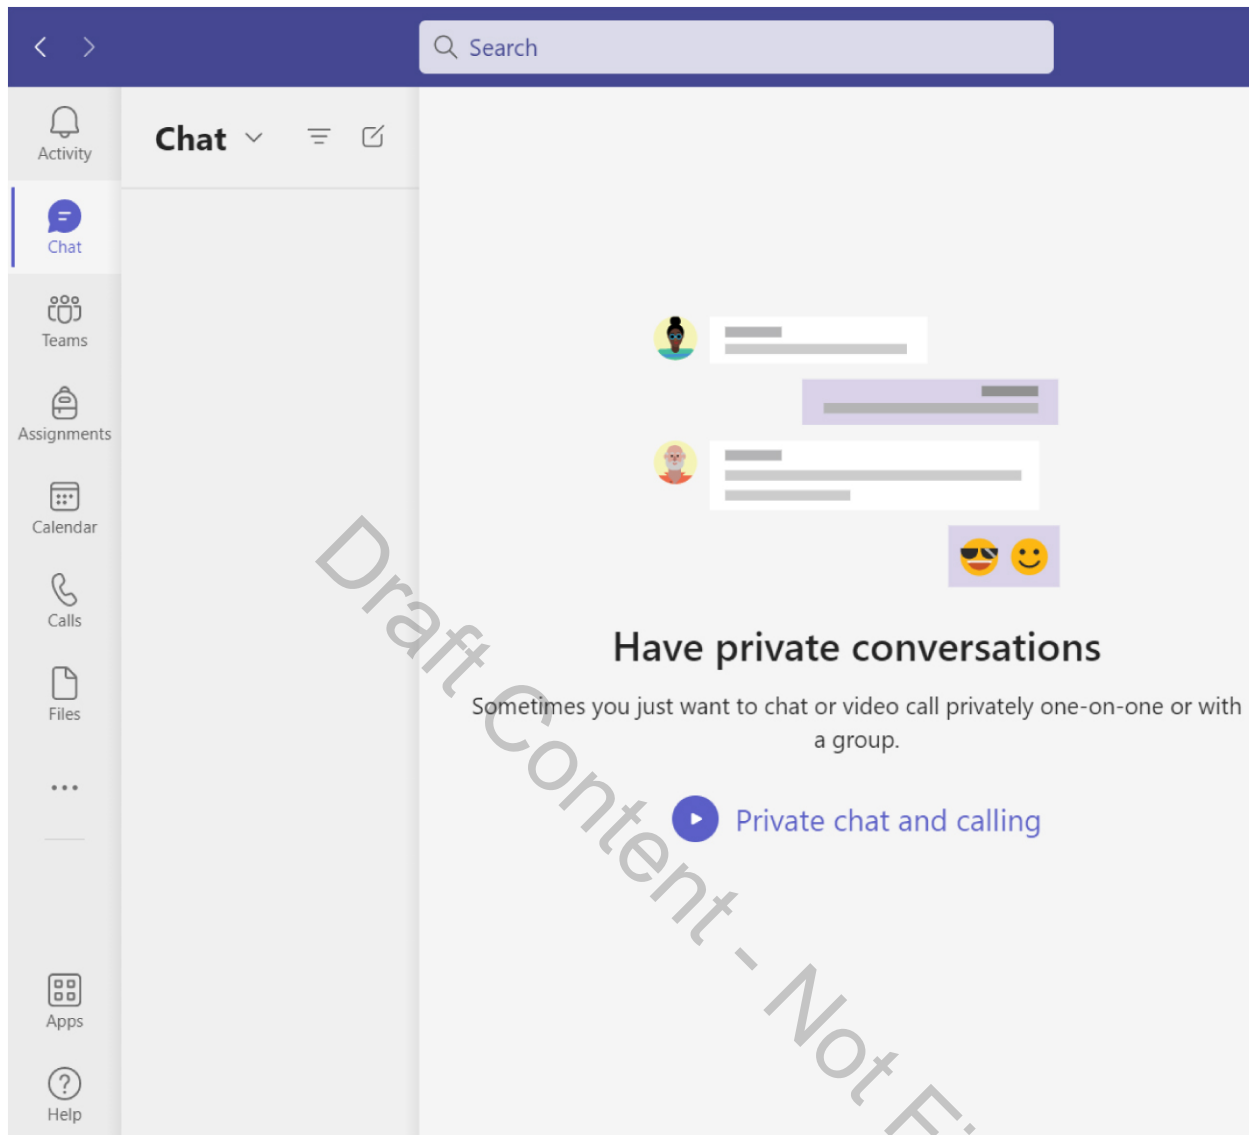 Search
Activity
Chat
Chat
Teams
Assignments
Calendar
Calls
Files
Have private conversations
Sometimes you just want to chat or video call privately one-on-one or with
a group.
Private chat and calling
Apps
Help
Draft Content - Not